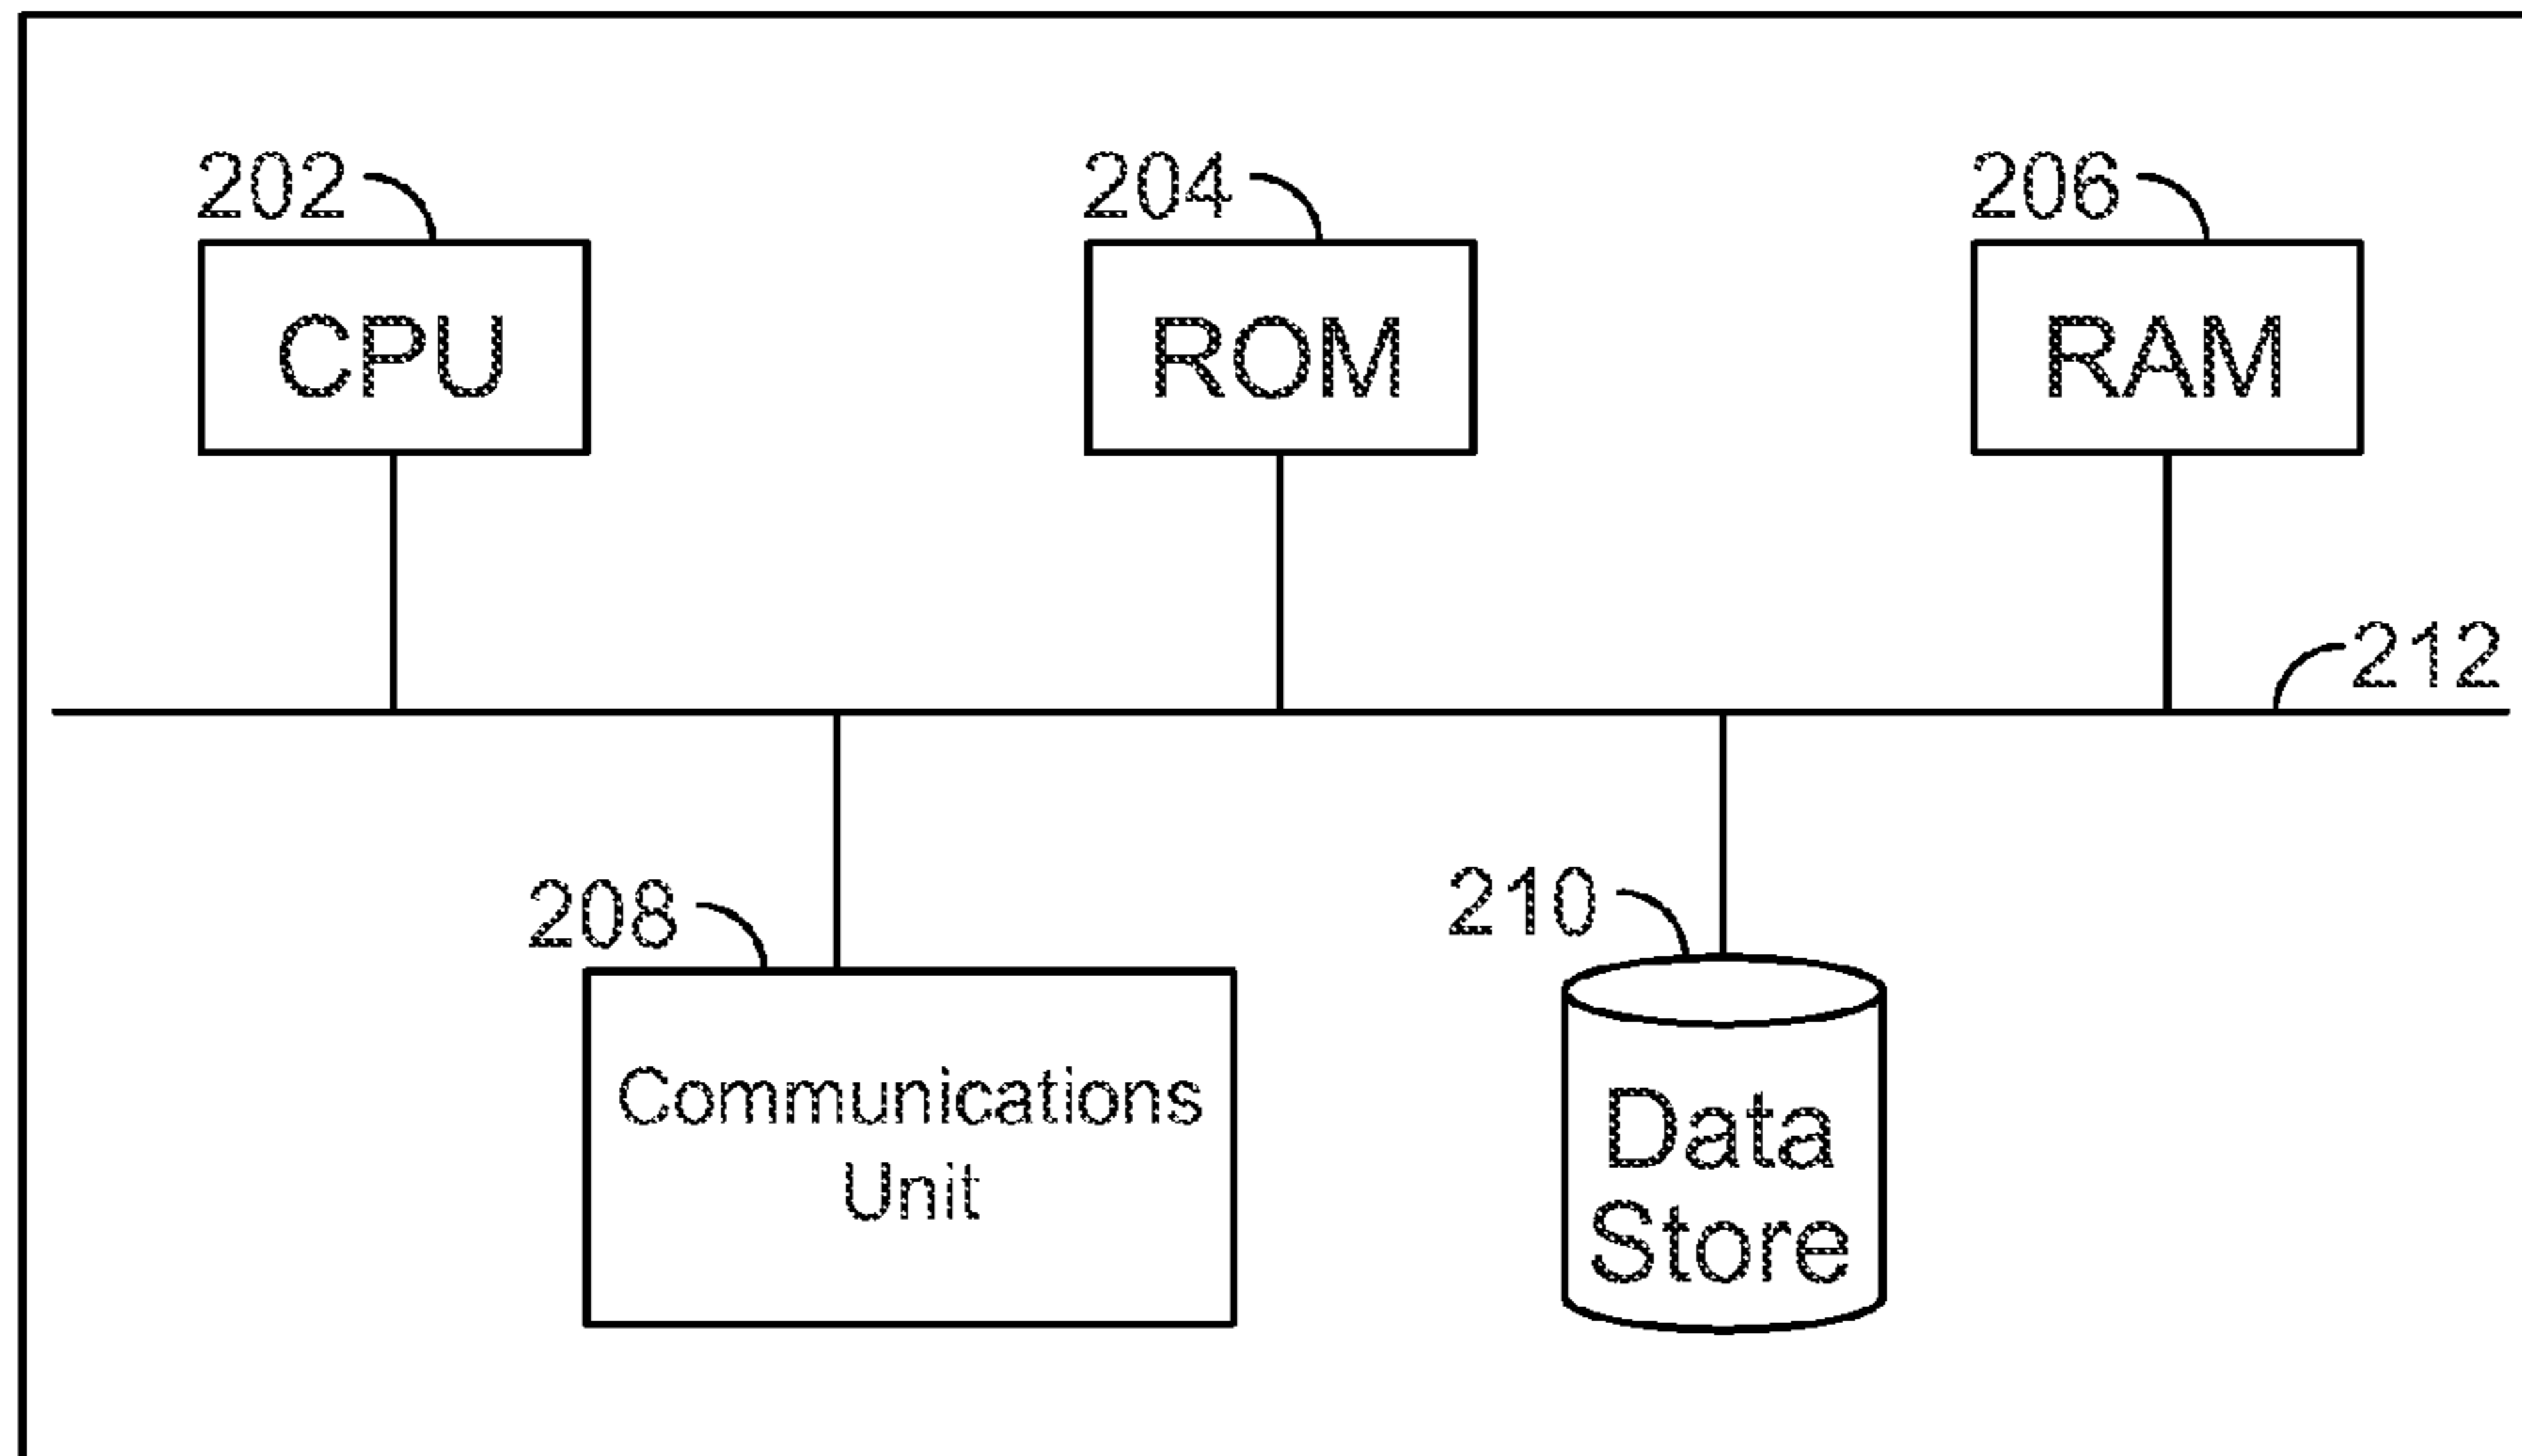 202
204
206
CPU
ROM
RAM
212
208
210
Communications
Unit
Data
Store